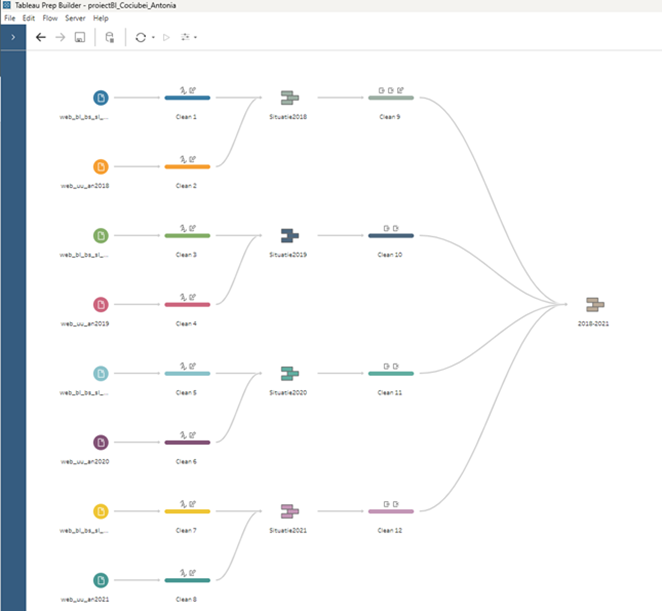 Tableau Prep Builder - proiectBI_Cociubei_Antonia
File Edit Flow Server Help
web_bl_bs_sl_...
Clean 1
Situatie2018
Clean 9
web_uu_an2018
Clean 2
web_bl_bs_sl_...
Clean 3
Situatie2019
Clean 10
web_uu_an2019
Clean 4
2018-2021
web_bl_bs_sl_...
Clean 5
Situatie2020
Clean 11
web_uu_an2020
Clean 6
web_bl_bs_sl_...
Clean 7
Situatie2021
Clean 12
web_uu_an2021
Clean 8